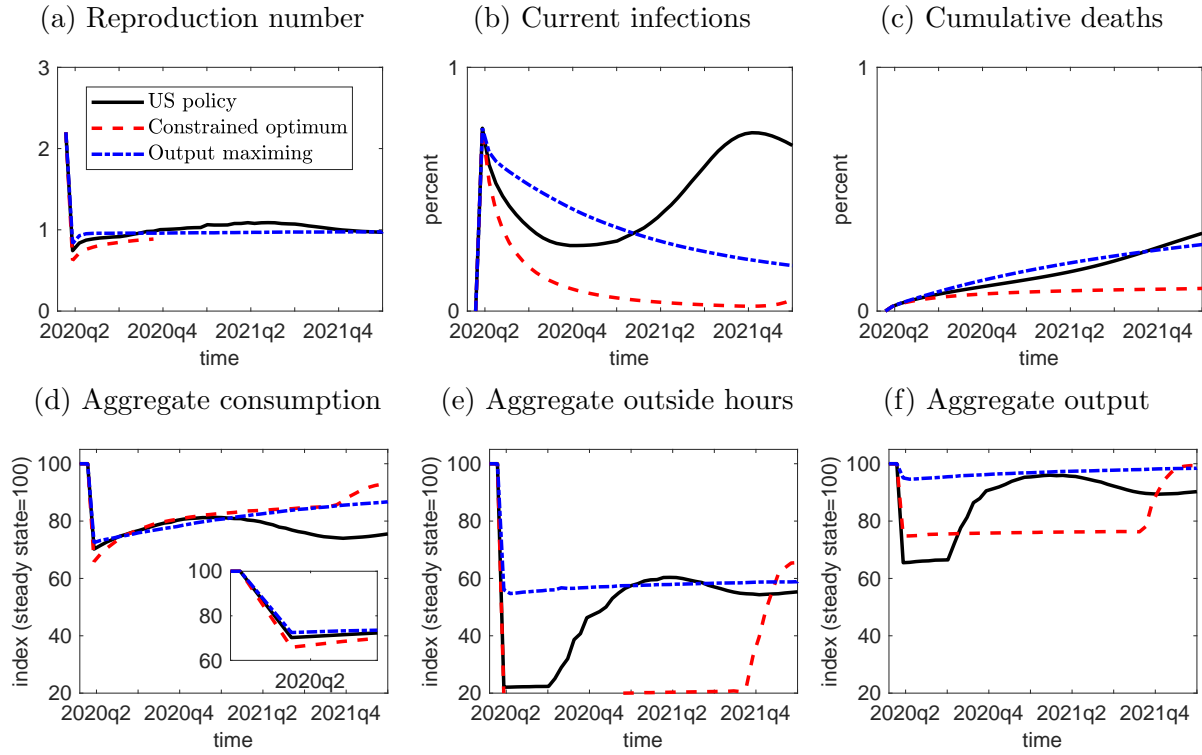 (a) Reproduction number
(b) Current infections
(c) Cumulative deaths
3
2
1
0
US policy
Constrained optimum
Output maximing
2020q2 2020q4 2021q2 2021q4
time
1
percent
0
2020q2 2020q4 2021q2 2021q4
time
1
percent
0
2020q2 2020q4 2021q2 2021q4
time
(d) Aggregate consumption
(e) Aggregate outside hours
(f) Aggregate output
index (steady state=100)
100
80
60
40
20
100
80
60
2020q2
2020q2 2020q4 2021q2 2021q4
time
index (steady state=100)
100
80
60
40
20
2020q2 2020q4 2021q2 2021q4
time
index (steady state=100)
100
80
60
40
20
2020q2 2020q4 2021q2 2021q4
time